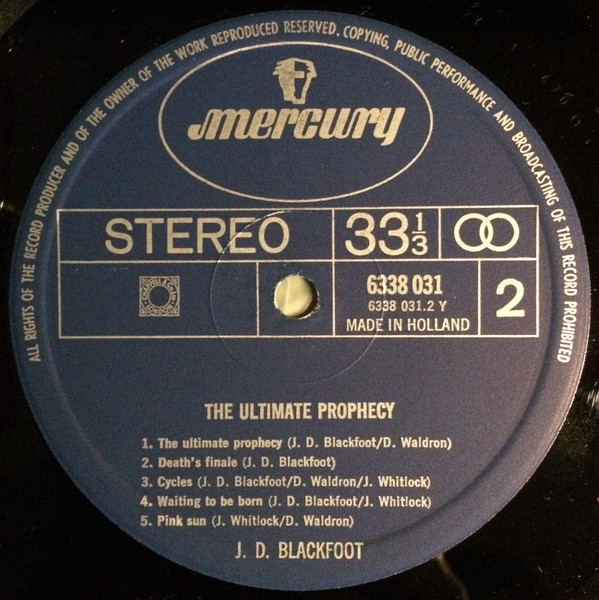 ALL RIGHTS OF THE RECORD PRODUCER AND OF THE OWNER OF THE WORK REPRODUCED RESERVED. COPYING, PUBLIC PERFORMANCE AND BROADCASTING OF THIS RECORD PROHIBITED
mercury
STEREO 33 1/3
6338 031
6338 031.2 Y
MADE IN HOLLAND
2
THE ULTIMATE PROPHECY
1. The ultimate prophecy (J. D. Blackfoot/D. Waldron)
2. Death's finale (J. D. Blackfoot)
3. Cycles (J. D. Blackfoot/D. Waldron/J. Whitlock)
4. Waiting to be born (J. D. Blackfoot/J. Whitlock)
5. Pink sun (J. Whitlock/D. Waldron)
J. D. BLACKFOOT